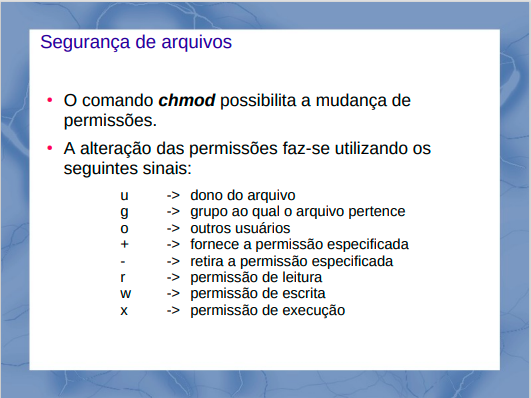 Segurança de arquivos
• O comando chmod possibilita a mudança de
permissões.
• A alteração das permissões faz-se utilizando os
seguintes sinais:
u -> dono do arquivo
g -> grupo ao qual o arquivo pertence
o -> outros usuários
+ -> fornece a permissão especificada
- -> retira a permissão especificada
r -> permissão de leitura
w -> permissão de escrita
x -> permissão de execução